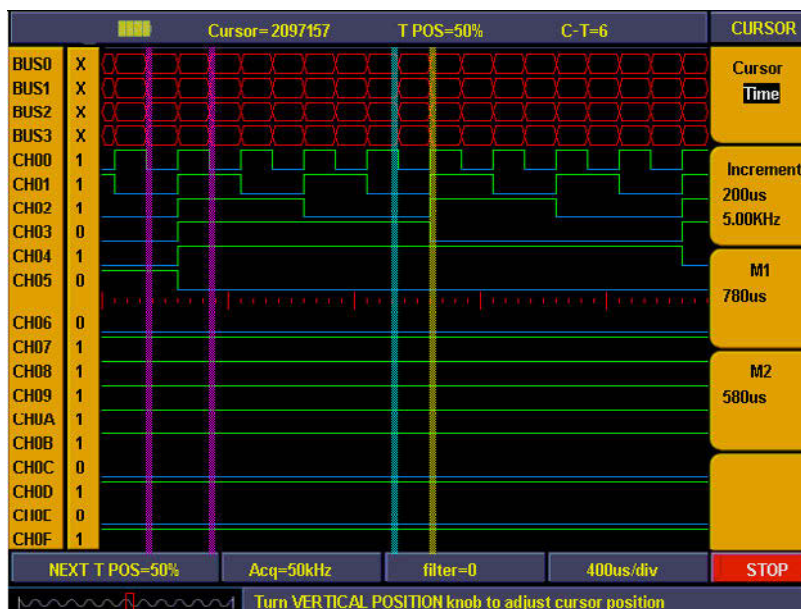 Cursor=2097157 T POS=50% C-T=6 CURSOR
BUS0 X
BUS1 X
BUS2 X
BUS3 X
CH00 1
CH01 1
CH02 1
CH03 0
CH04 1
CH05 0
CH06 0
CH07 1
CH08 1
CH09 1
CH0A 1
CH0B 1
CH0C 0
CH0D 1
CH0E 0
CH0F 1
Cursor
Time
Increment
200us
5.00KHz
M1
780us
M2
580us
NEXT T POS=50% Acq=50kHz filter=0 400us/div STOP
Turn VERTICAL POSITION knob to adjust cursor position